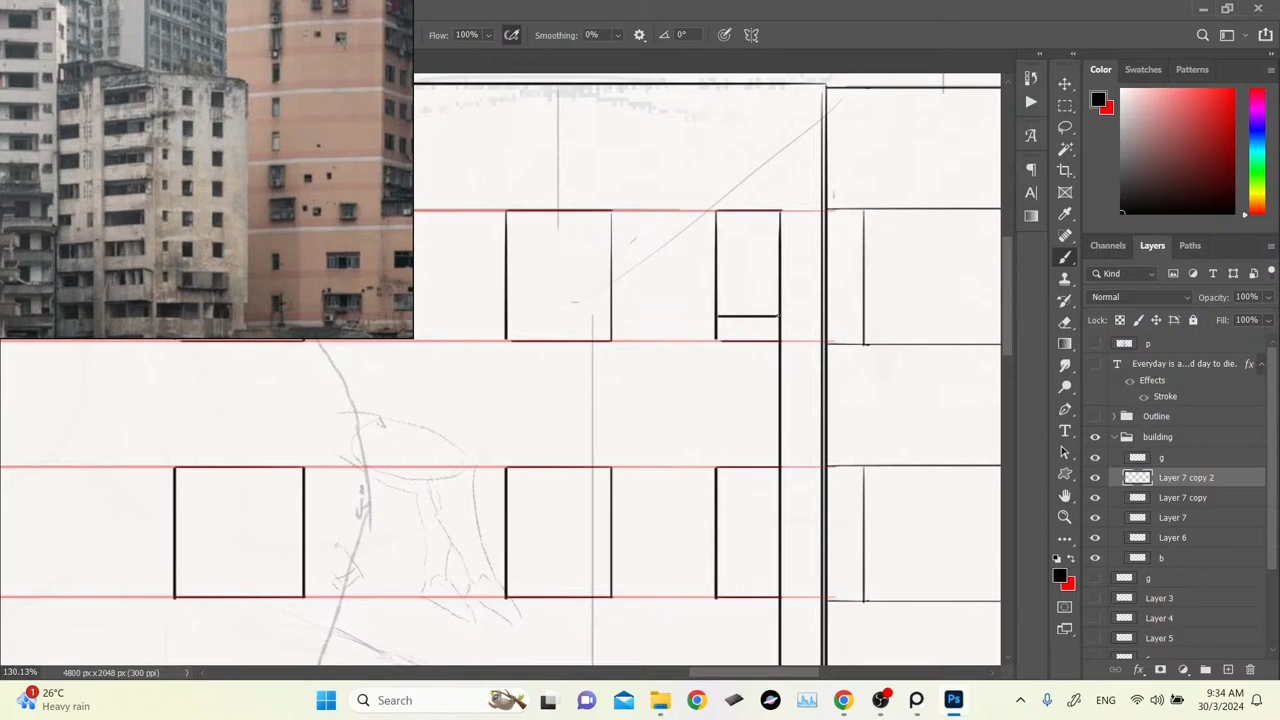 Flow: 100% Smoothing: 0% 0°
Color Swatches Patterns
Channels Layers Paths
Kind
Normal Opacity: 100%
Lock: Fill: 100%
p
T Everyday is a...d day to die. fx
Effects
Stroke
Outline
building
g
Layer 7 copy 2
Layer 7 copy
Layer 7
Layer 6
b
g
Layer 3
Layer 4
Layer 5
130.13% 4800 px x 2048 px (300 ppi)
1 26°C
Heavy rain
Search
Ps
ENG
9:34 AM
30/3/2024